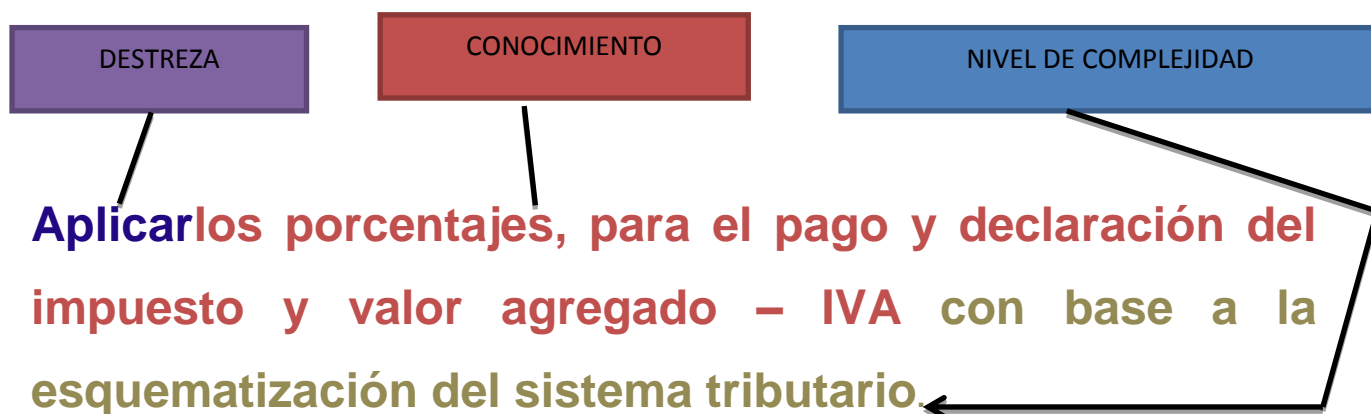 DESTREZA
CONOCIMIENTO
NIVEL DE COMPLEJIDAD
Aplicarlos porcentajes, para el pago y declaración del
impuesto y valor agregado – IVA con base a la
esquematización del sistema tributario.